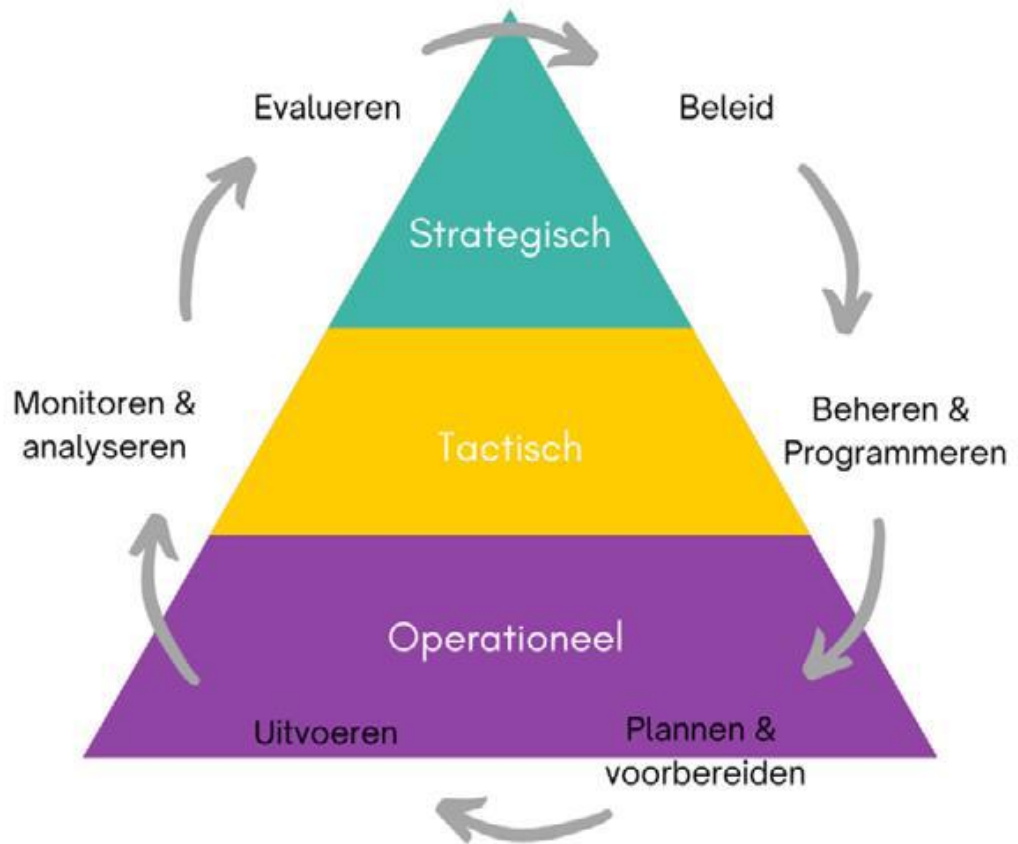 Evalueren
Beleid
Strategisch
Monitoren &
analyseren
Tactisch
Beheren &
Programmeren
Operationeel
Uitvoeren
Plannen &
voorbereiden